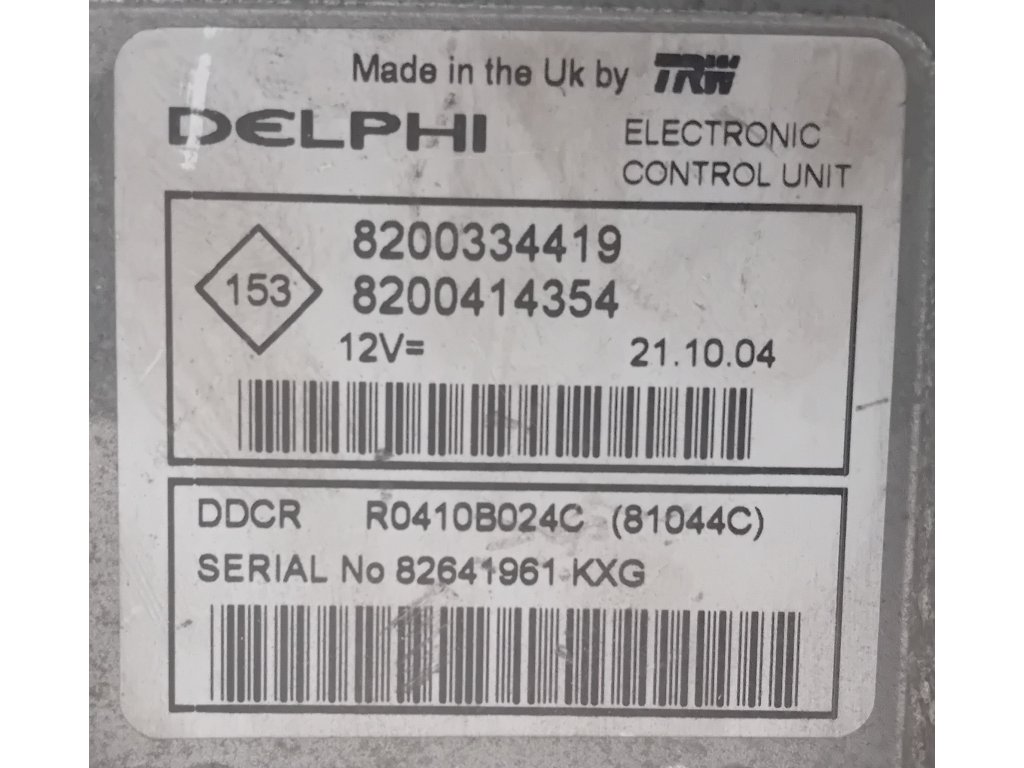 Made in the Uk by TRW
DELPHI
ELECTRONIC
CONTROL UNIT
153
8200334419
8200414354
12V=
21.10.04
DDCR R0410B024C (81044C)
SERIAL No 82641961 KXG